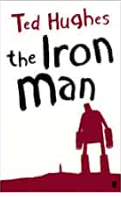 Ted Hughes
the Iron
man